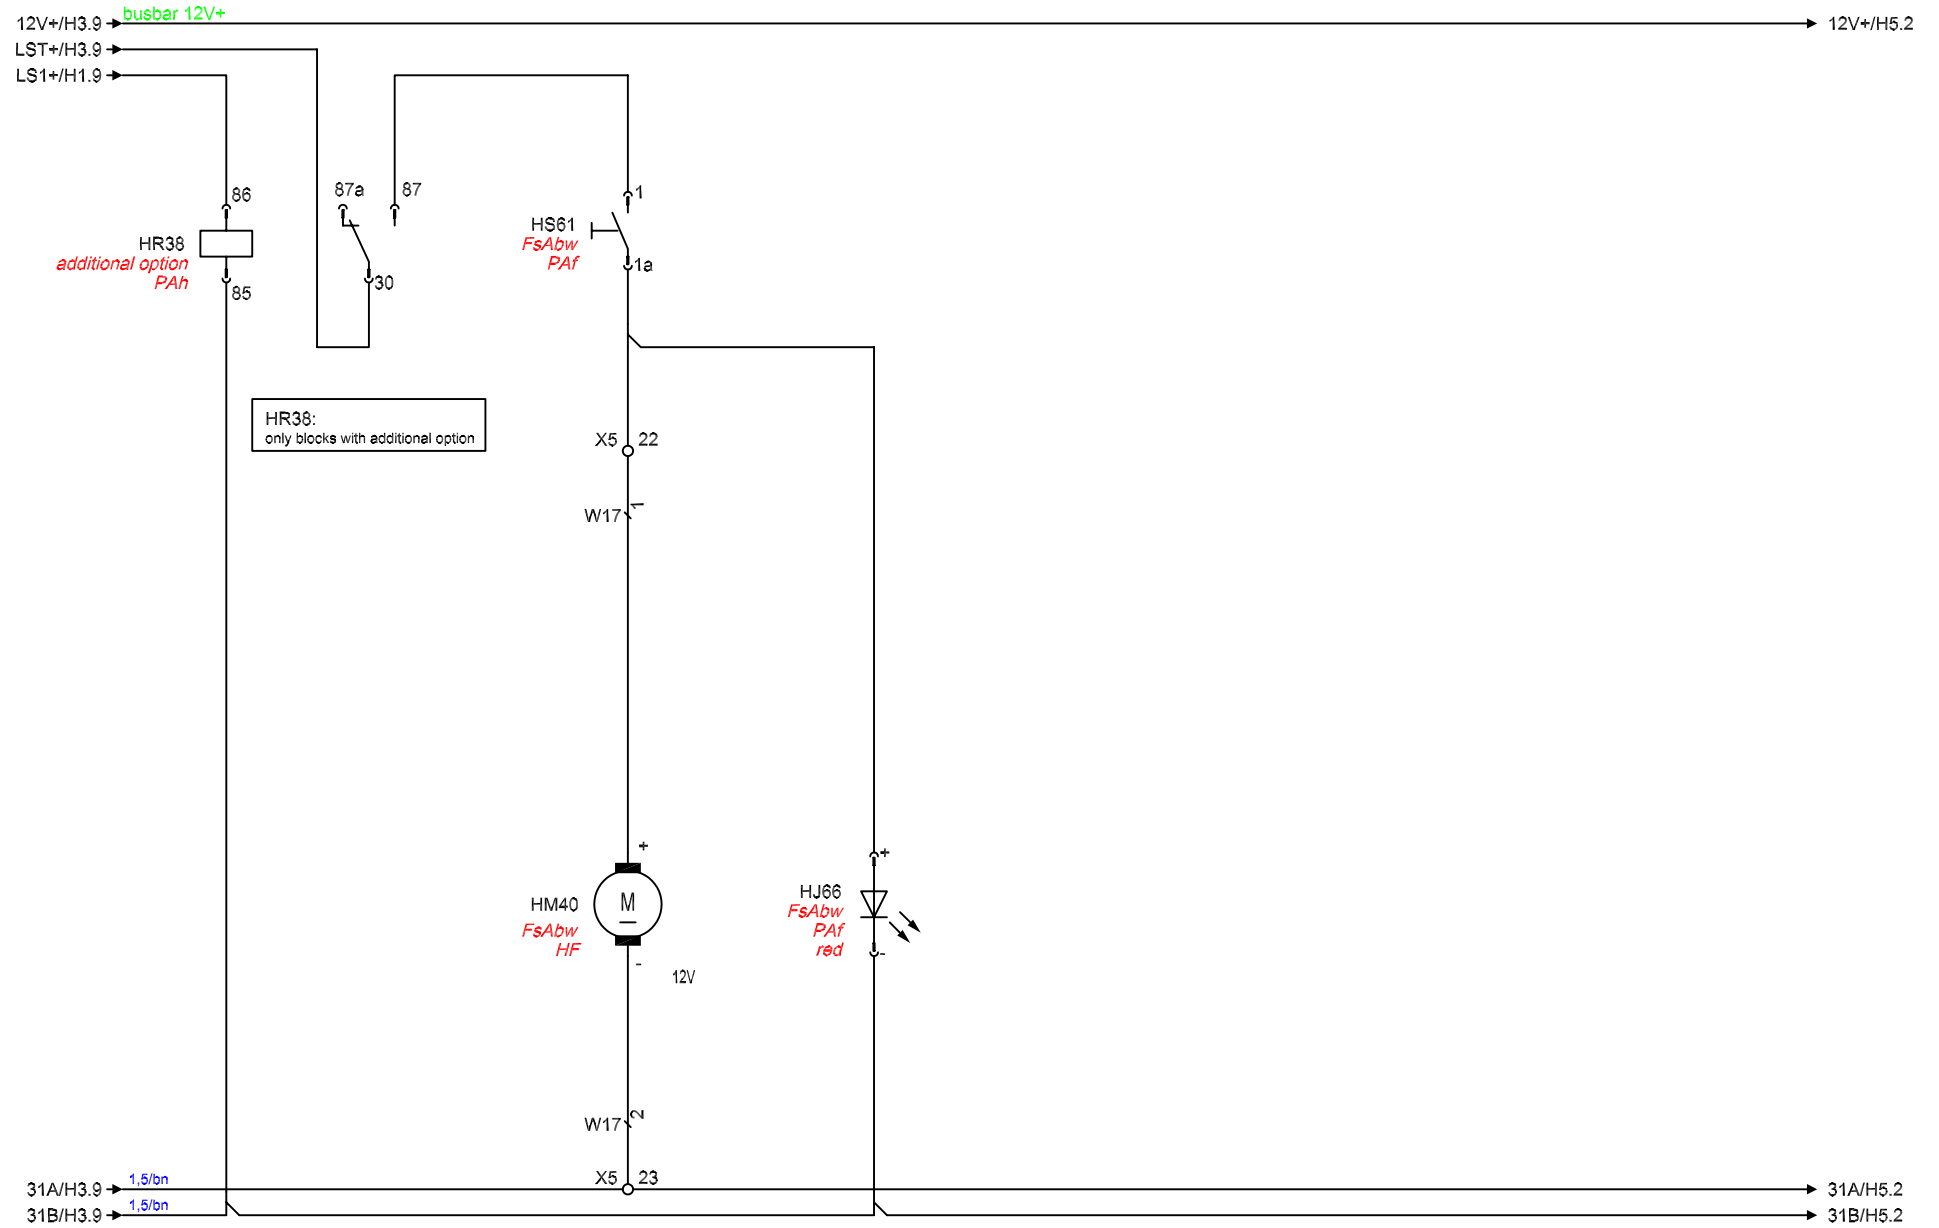 busbar 12V+
12V+/H3.9
12V+/H5.2
LST+/H3.9
LS1+/H1.9
86
87a
87
1
HR38
additional option
PAh
HS61
FsAbw
PAf
1a
85
30
HR38:
only blocks with additional option
X5
22
W17
1
+
+
HM40
FsAbw
HF
M
HJ66
FsAbw
PAf
red
-
-
12V
W17
2
X5
23
1,5/bn
31A/H3.9
31A/H5.2
1,5/bn
31B/H3.9
31B/H5.2